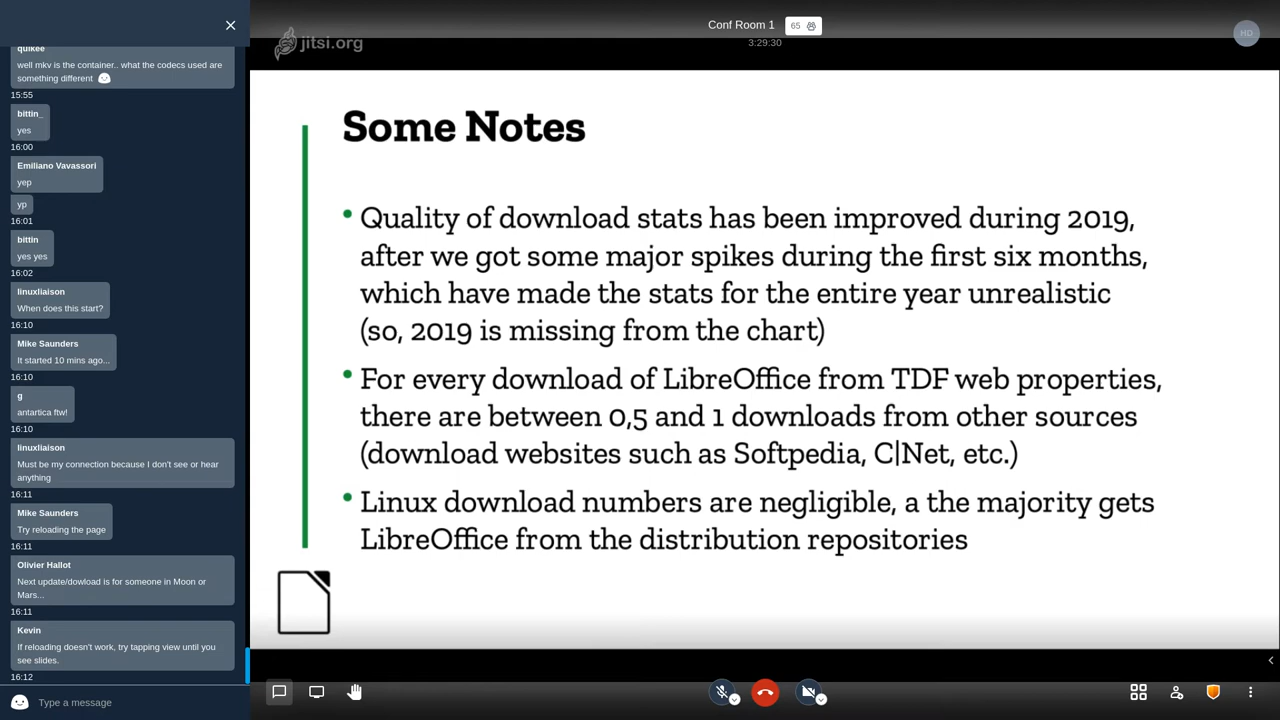 quikee
well mkv is the container.. what the codecs used are
something different
15:55
bittin_
yes
16:00
Emiliano Vavassori
yep
yp
16:01
bittin
yes yes
16:02
linuxliaison
When does this start?
16:10
Mike Saunders
It started 10 mins ago...
16:10
g
antartica ftw!
16:10
linuxliaison
Must be my connection because I don't see or hear
anything
16:11
Mike Saunders
Try reloading the page
16:11
Olivier Hallot
Next update/dowload is for someone in Moon or
Mars...
16:11
Kevin
If reloading doesn't work, try tapping view until you
see slides.
16:12
Type a message
jitsi.org
Conf Room 1
65
3:29:30
HD
Some Notes
• Quality of download stats has been improved during 2019,
after we got some major spikes during the first six months,
which have made the stats for the entire year unrealistic
(so, 2019 is missing from the chart)
• For every download of LibreOffice from TDF web properties,
there are between 0,5 and 1 downloads from other sources
(download websites such as Softpedia, C|Net, etc.)
• Linux download numbers are negligible, a the majority gets
LibreOffice from the distribution repositories